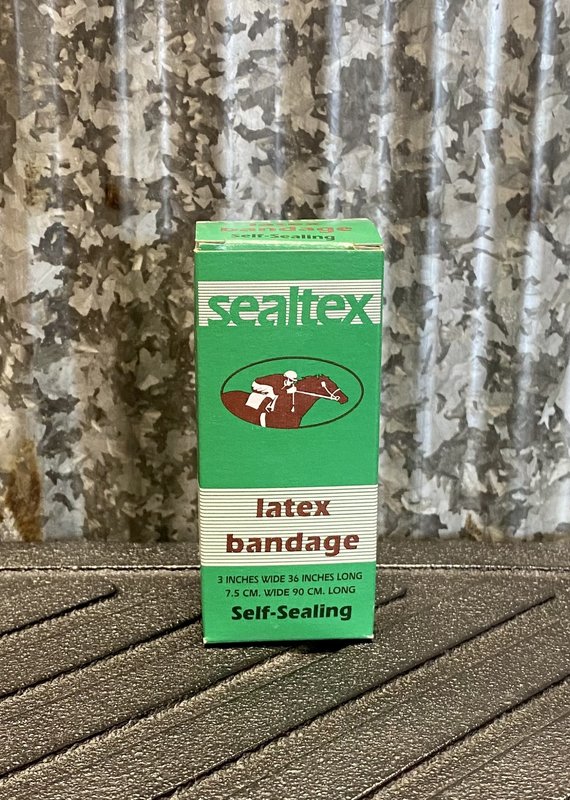 latex
bandage
Self-Sealing
sealtex
latex
bandage
3 INCHES WIDE 36 INCHES LONG
7.5 CM. WIDE 90 CM. LONG
Self-Sealing